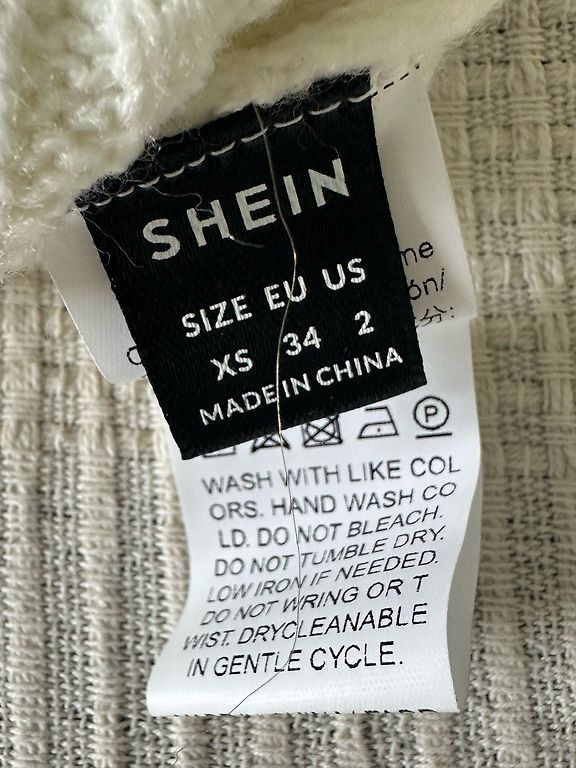 SHEIN
SIZE EU US
XS 34 2
MADE IN CHINA
WASH WITH LIKE COL
ORS. HAND WASH CO
LD. DO NOT BLEACH.
DO NOT TUMBLE DRY.
LOW IRON IF NEEDED.
DO NOT WRING OR T
WIST. DRYCLEANABLE
IN GENTLE CYCLE.